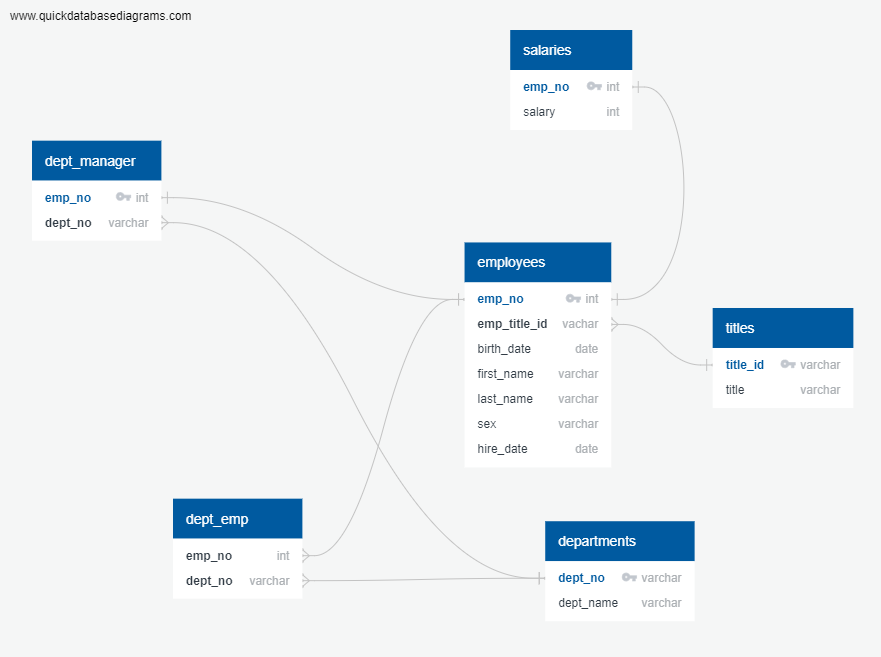 www.quickdatabasediagrams.com
salaries
emp_no int
salary int
dept_manager
emp_no int
dept_no varchar
employees
emp_no int
emp_title_id vachar
birth_date date
first_name varchar
last_name varchar
sex varchar
hire_date date
titles
title_id varchar
title varchar
dept_emp
emp_no int
dept_no varchar
departments
dept_no varchar
dept_name varchar